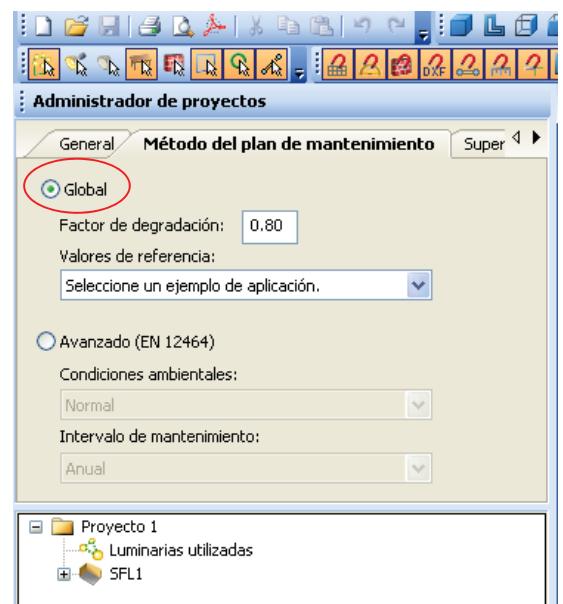 DXF
Administrador de proyectos
General Método del plan de mantenimiento Super
Global
Factor de degradación: 0.80
Valores de referencia:
Seleccione un ejemplo de aplicación.
Avanzado (EN 12464)
Condiciones ambientales:
Normal
Intervalo de mantenimiento:
Anual
Proyecto 1
Luminarias utilizadas
SFL1